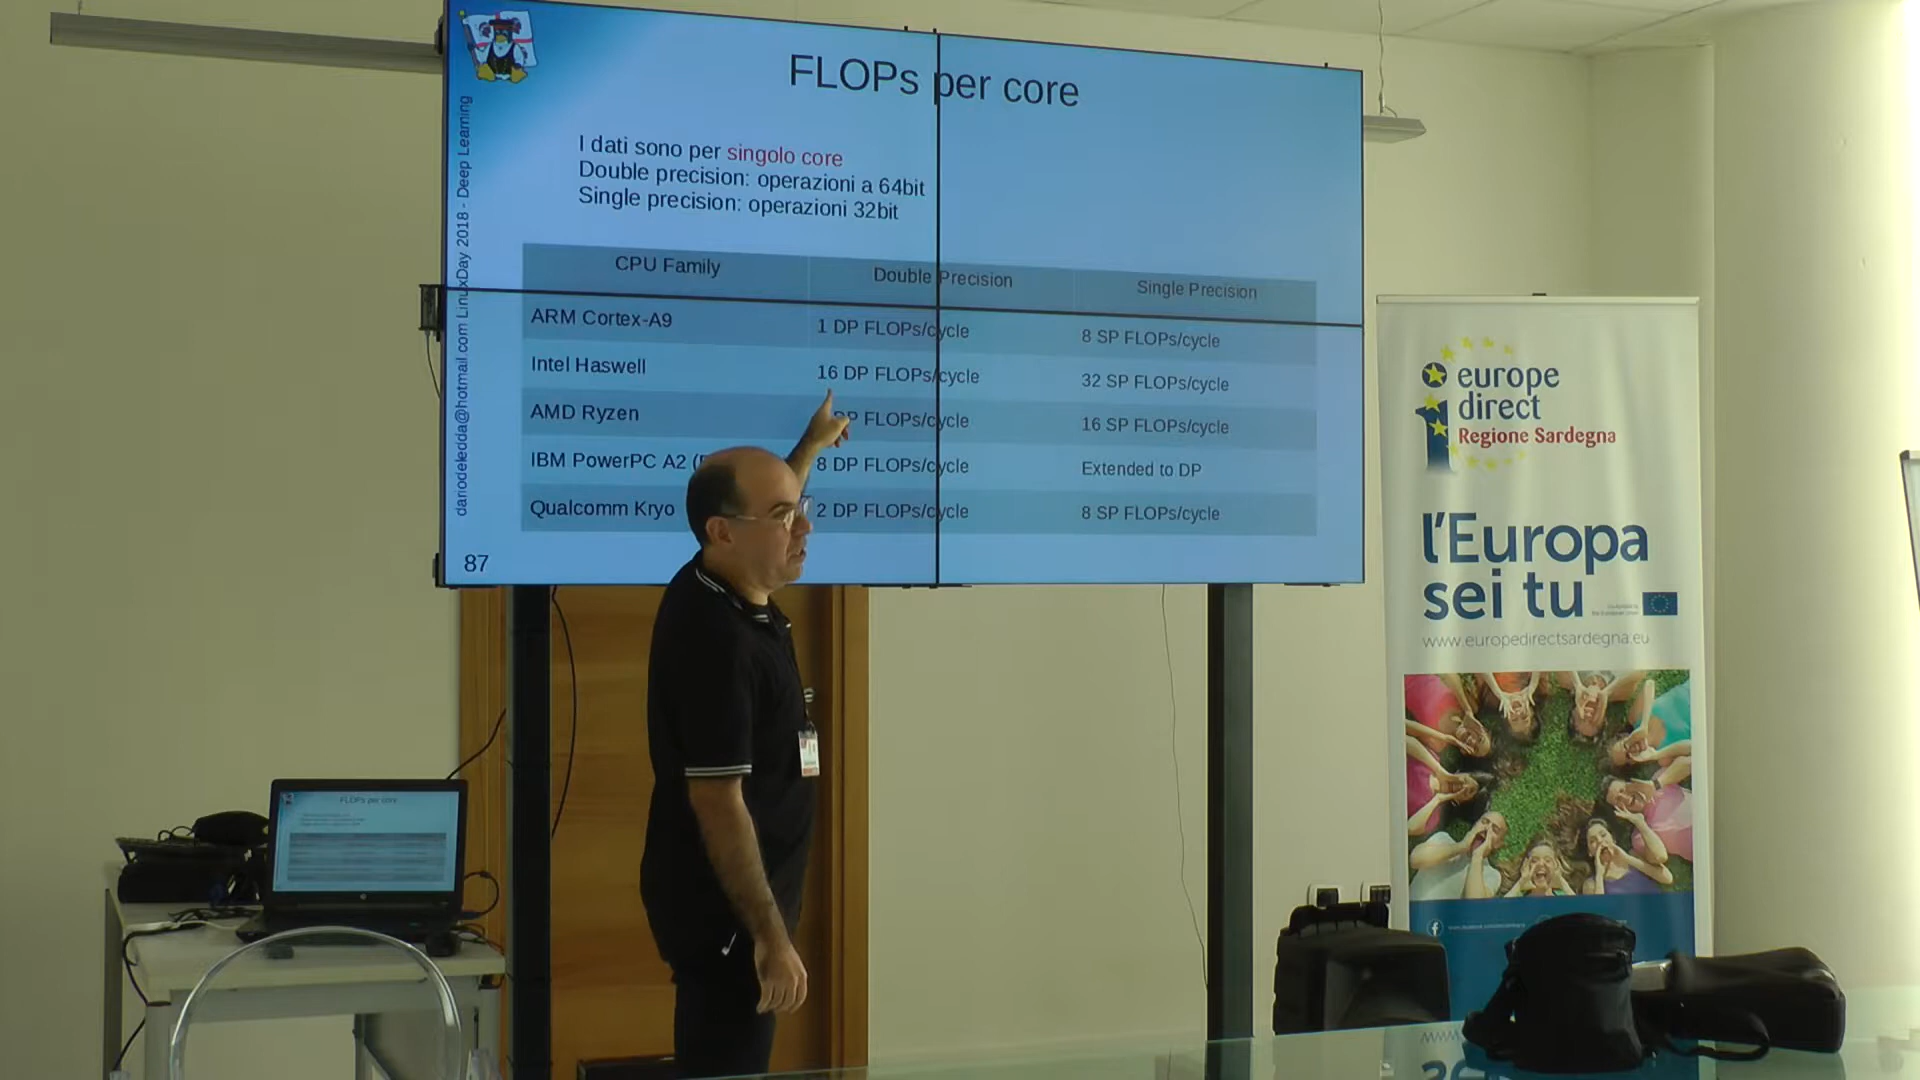 FLOPs per core
I dati sono per singolo core
Double precision: operazioni a 64bit
Single precision: operazioni 32bit
CPU Family Double Precision Single Precision
ARM Cortex-A9 1 DP FLOPs/cycle 8 SP FLOPs/cycle
Intel Haswell 16 DP FLOPs/cycle 32 SP FLOPs/cycle
AMD Ryzen DP FLOPs/cycle 16 SP FLOPs/cycle
IBM PowerPC A2 8 DP FLOPs/cycle Extended to DP
Qualcomm Kryo 2 DP FLOPs/cycle 8 SP FLOPs/cycle
87
dariodeledda@hotmail.com LinuxDay 2018 - Deep Learning
europe
direct
Regione Sardegna
l'Europa
sei tu
www.europedirectsardegna.eu
FLOPs per core